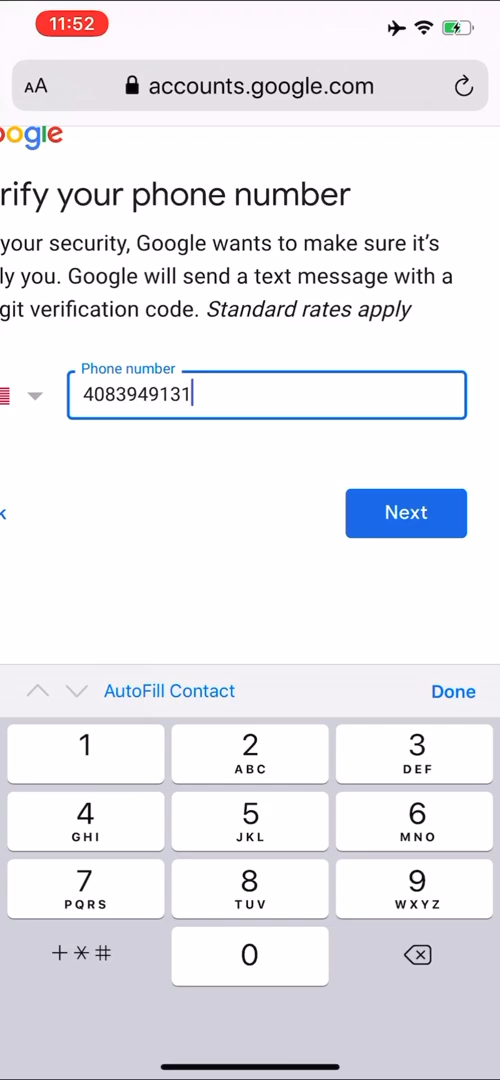 11:52
AA accounts.google.com
oogle
rify your phone number
your security, Google wants to make sure it's
ly you. Google will send a text message with a
git verification code. Standard rates apply
Phone number
4083949131
k Next
AutoFill Contact Done
1 2 3
ABC DEF
4 5 6
GHI JKL MNO
7 8 9
PQRS TUV WXYZ
+*# 0